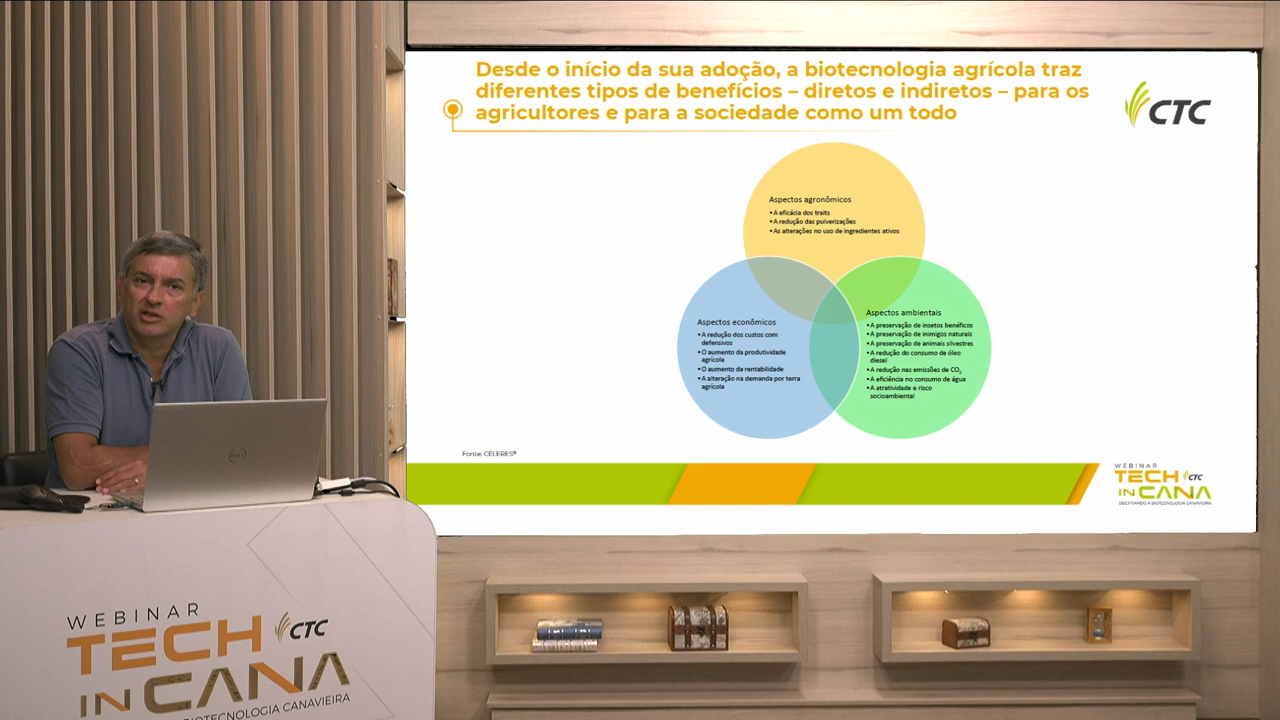 Desde o início da sua adoção, a biotecnologia agrícola traz
diferentes tipos de benefícios – diretos e indiretos – para os
agricultores e para a sociedade como um todo
CTC
Aspectos agronômicos
•A eficácia dos traits
•A redução das pulverizações
•As alterações no uso de ingredientes ativos
Aspectos econômicos
•A redução dos custos com
defensivos
•O aumento da produtividade
agrícola
•O aumento da rentabilidade
•A alteração na demanda por terra
agrícola
Aspectos ambientais
•A preservação de insetos benéficos
•A preservação de inimigos naturais
•A preservação de animais silvestres
•A redução do consumo de óleo
diesel
•A redução nas emissões de CO2
•A eficiência no consumo de água
•A atratividade e risco
socioambiental
Fonte: CÉLERES®
WEBINAR
TECH CTC
IN CANA
DECIFRANDO A BIOTECNOLOGIA CANAVIEIRA
DELL
WEBINAR
TECH CTC
IN CANA
BIOTECNOLOGIA CANAVIEIRA